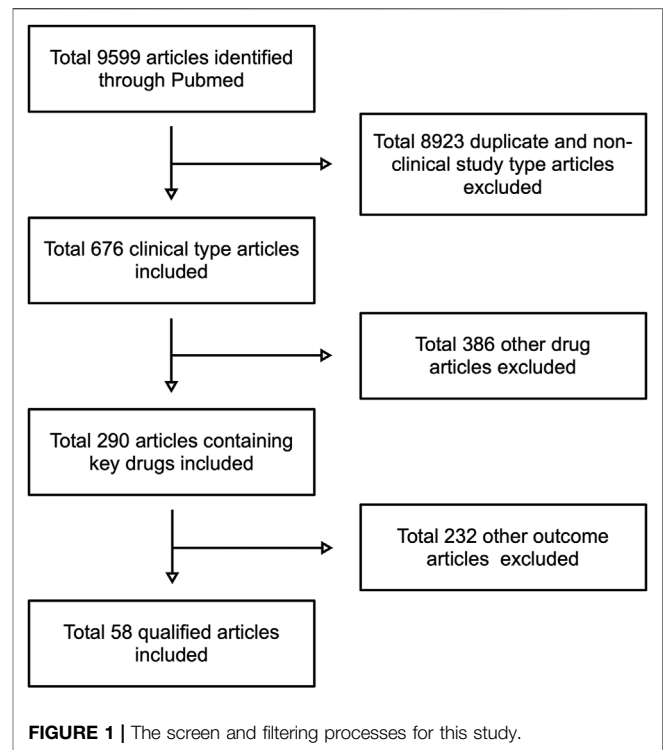 Total 9599 articles identified
through Pubmed
Total 8923 duplicate and non-
clinical study type articles
excluded
Total 676 clinical type articles
included
Total 386 other drug
articles excluded
Total 290 articles containing
key drugs included
Total 232 other outcome
articles excluded
Total 58 qualified articles
included
FIGURE 1 | The screen and filtering processes for this study.